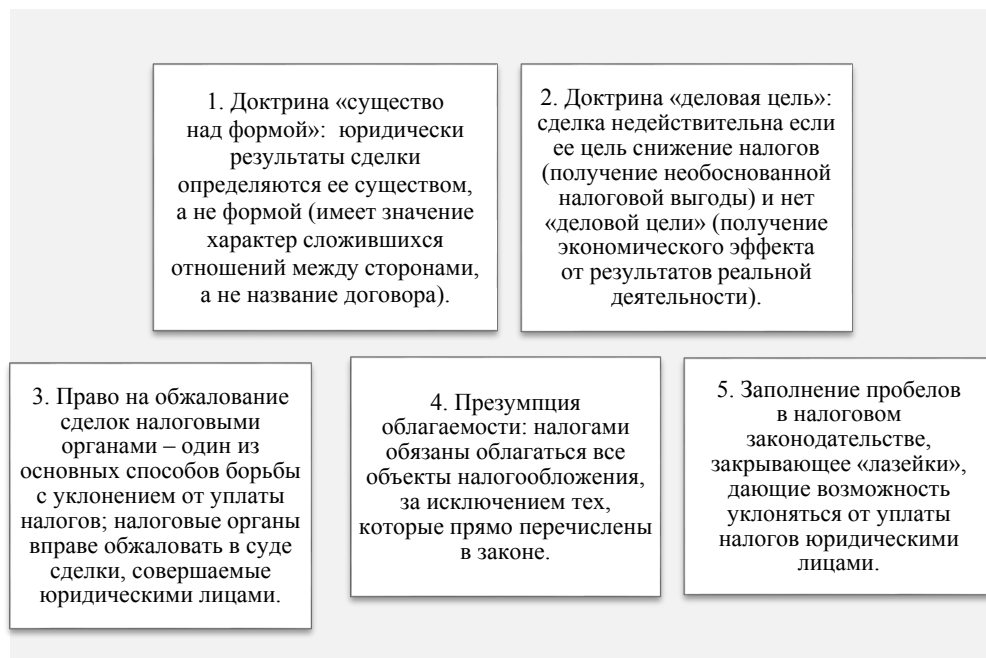 1. Доктрина «существо
над формой»: юридически
результаты сделки
определяются ее существом,
а не формой (имеет значение
характер сложившихся
отношений между сторонами,
а не название договора).
2. Доктрина «деловая цель»:
сделка недействительна если
ее цель снижение налогов
(получение необоснованной
налоговой выгоды) и нет
«деловой цели» (получение
экономического эффекта
от результатов реальной
деятельности).
3. Право на обжалование
сделок налоговыми
органами – один из
основных способов борьбы
с уклонением от уплаты
налогов; налоговые органы
вправе обжаловать в суде
сделки, совершаемые
юридическими лицами.
4. Презумпция
облагаемости: налогами
обязаны облагаться все
объекты налогообложения,
за исключением тех,
которые прямо перечислены
в законе.
5. Заполнение пробелов
в налоговом
законодательстве,
закрывающее «лазейки»,
дающие возможность
уклоняться от уплаты
налогов юридическими
лицами.